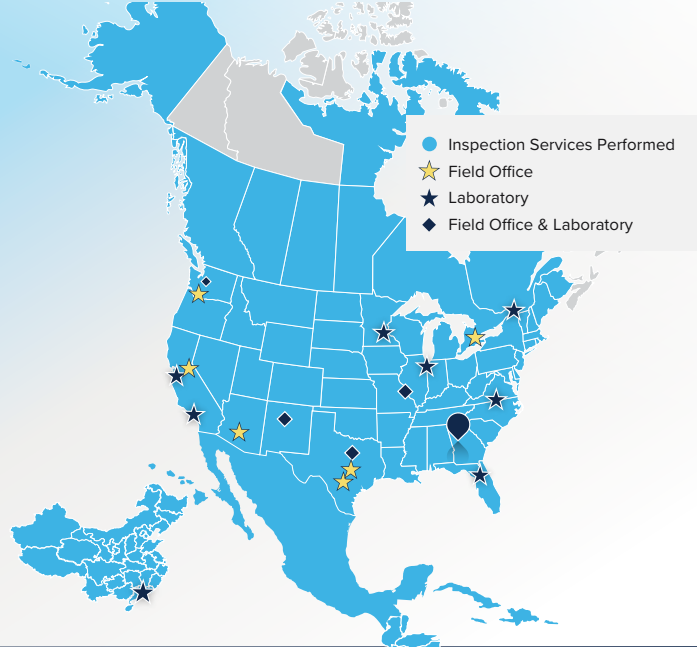 Inspection Services Performed
Field Office
Laboratory
Field Office & Laboratory